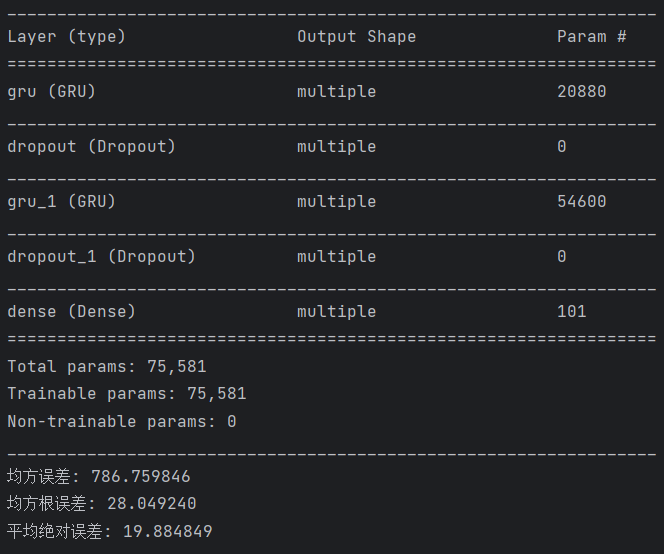 _________________________________________________________________
Layer (type)                 Output Shape              Param #
=================================================================
gru (GRU)                    multiple                  20880
_________________________________________________________________
dropout (Dropout)            multiple                  0
_________________________________________________________________
gru_1 (GRU)                  multiple                  54600
_________________________________________________________________
dropout_1 (Dropout)          multiple                  0
_________________________________________________________________
dense (Dense)                multiple                  101
=================================================================
Total params: 75,581
Trainable params: 75,581
Non-trainable params: 0
_________________________________________________________________
均方误差: 786.759846
均方根误差: 28.049240
平均绝对误差: 19.884849